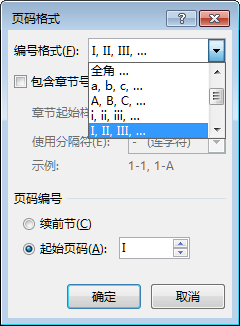 页码格式
编号格式(F): I, II, III, ...
全角 ...
a, b, c, ...
A, B, C, ...
i, ii, iii, ...
I, II, III, ...
包含章节号
章节起始样
使用分隔符(E): - (连字符)
示例: 1-1, 1-A
页码编号
续前节(C)
起始页码(A): I
确定 取消